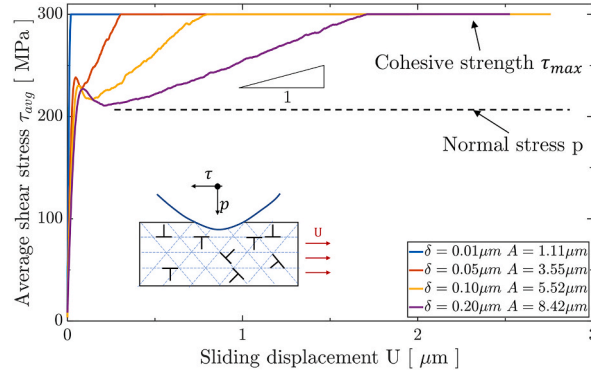 300
200
100
0
0
1
2
3
Average shear stress τavg [ MPa ]
Sliding displacement U [ μm ]
Cohesive strength τmax
1
Normal stress p
τ
p
U
δ = 0.01μm A = 1.11μm
δ = 0.05μm A = 3.55μm
δ = 0.10μm A = 5.52μm
δ = 0.20μm A = 8.42μm